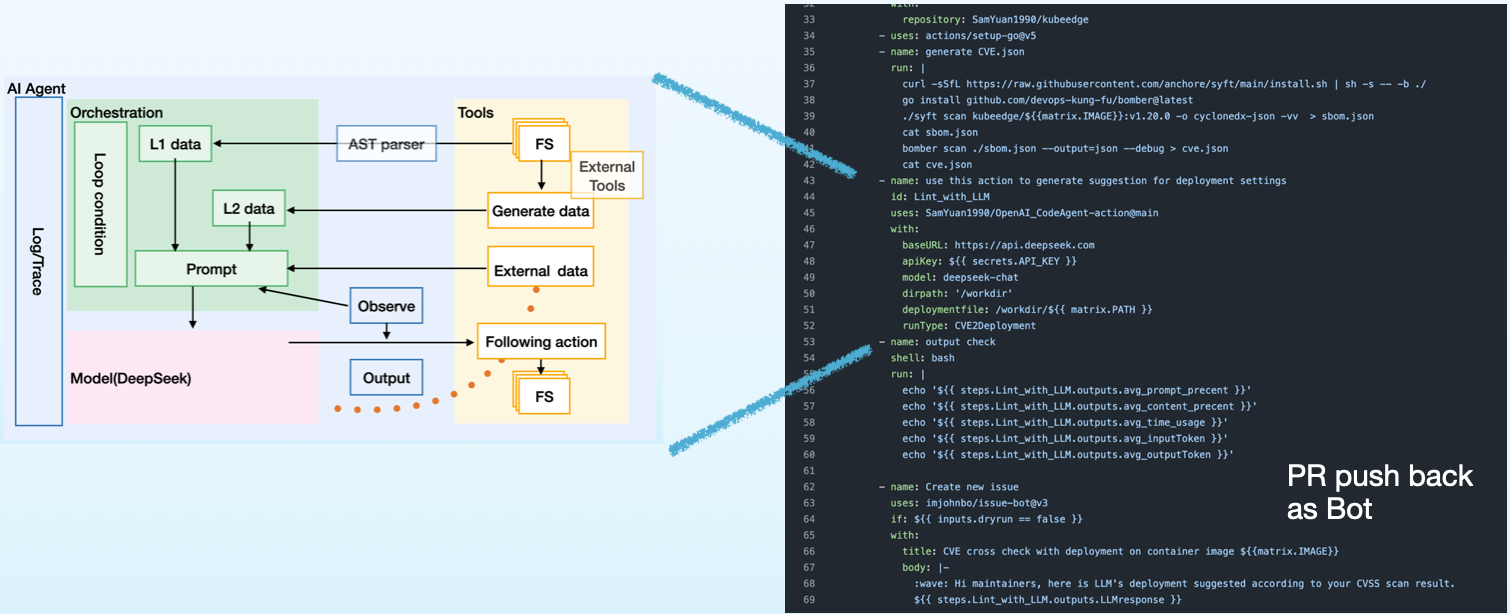 AI Agent
Orchestration
Loop condition
Log/Trace
L1 data
L2 data
Prompt
Model(DeepSeek)
AST parser
Observe
Output
Tools
FS
External
Tools
Generate data
External data
Following action
FS
with:
33 repository: SamYuan1990/kubeedge
34 - uses: actions/setup-go@v5
35 - name: generate CVE.json
36 run: |
37 curl -sSfL https://raw.githubusercontent.com/anchore/syft/main/install.sh | sh -s -- -b ./
38 go install github.com/devops-kung-fu/bomber@latest
39 ./syft scan kubeedge/${{matrix.IMAGE}}:v1.20.0 -o cyclonedx-json -vv > sbom.json
40 cat sbom.json
41 bomber scan ./sbom.json --output=json --debug > cve.json
42 cat cve.json
43 - name: use this action to generate suggestion for deployment settings
44 id: Lint_with_LLM
45 uses: SamYuan1990/OpenAI_CodeAgent-action@main
46 with:
47 baseURL: https://api.deepseek.com
48 apiKey: ${{ secrets.API_KEY }}
49 model: deepseek-chat
50 dirpath: '/workdir'
51 deploymentfile: /workdir/${{ matrix.PATH }}
52 runType: CVE2Deployment
53 - name: output check
54 shell: bash
55 run: |
56 echo '${{ steps.Lint_with_LLM.outputs.avg_prompt_precent }}'
57 echo '${{ steps.Lint_with_LLM.outputs.avg_content_precent }}'
58 echo '${{ steps.Lint_with_LLM.outputs.avg_time_usage }}'
59 echo '${{ steps.Lint_with_LLM.outputs.avg_inputToken }}'
60 echo '${{ steps.Lint_with_LLM.outputs.avg_outputToken }}'
61
62 - name: Create new issue
63 uses: imjohnbo/issue-bot@v3
64 if: ${{ inputs.dryrun == false }}
65 with:
66 title: CVE cross check with deployment on container image ${{matrix.IMAGE}}
67 body: |-
68 :wave: Hi maintainers, here is LLM's deployment suggested according to your CVSS scan result.
69 ${{ steps.Lint_with_LLM.outputs.LLMresponse }}
PR push back
as Bot